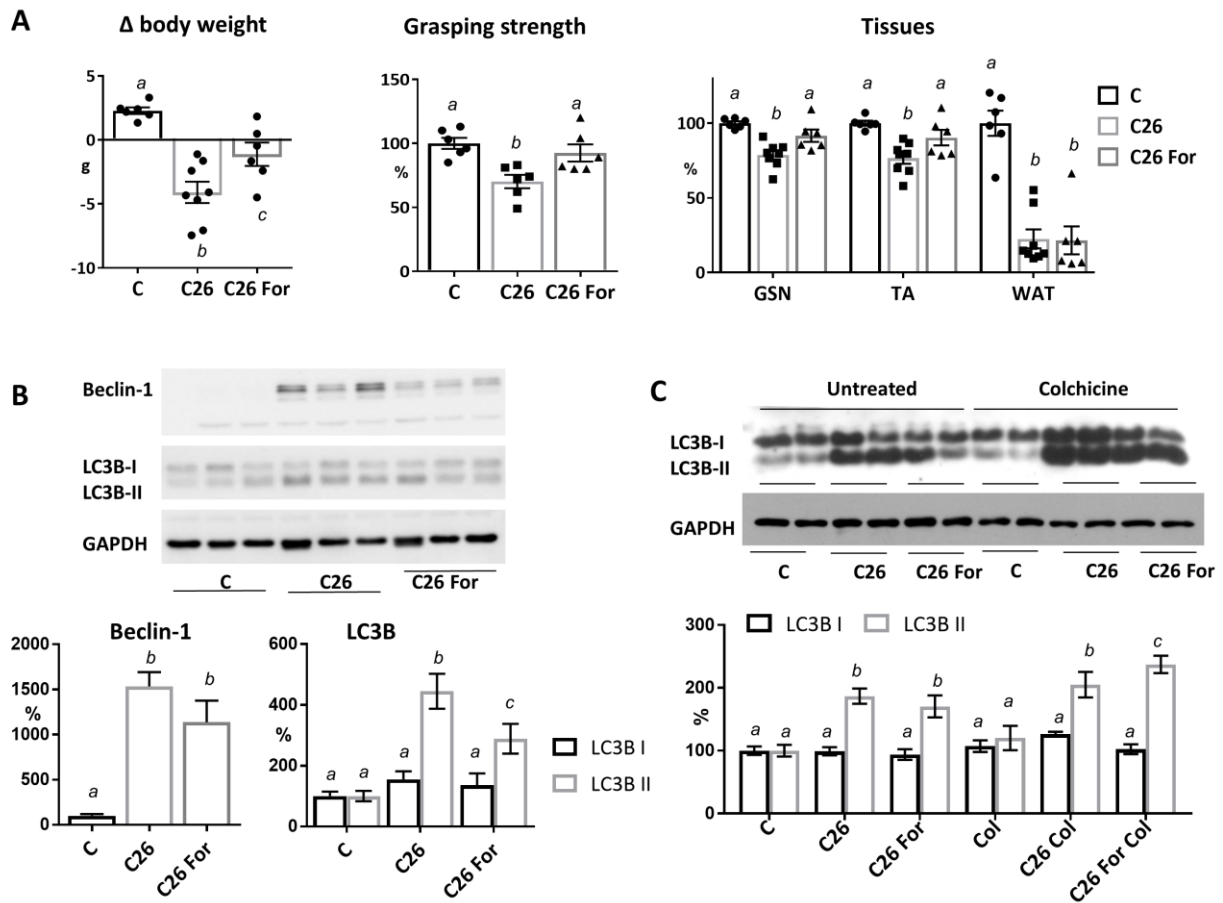 A
Δ body weight
Grasping strength
Tissues
5
0
-5
-10
g
a
b
c
C
C26
C26 For
150
100
50
0
%
a
b
a
C
C26
C26 For
100
50
0
%
a
b
a
a
b
a
a
b
b
GSN
TA
WAT
C
C26
C26 For
B
Beclin-1
LC3B-I
LC3B-II
GAPDH
C
C26
C26 For
C
Untreated
Colchicine
LC3B-I
LC3B-II
GAPDH
C
C26
C26 For
C
C26
C26 For
Beclin-1
2000
1500
%
1000
500
0
a
b
b
C
C26
C26 For
LC3B
600
400
%
200
0
a
a
a
b
a
c
C
C26
C26 For
LC3B I
LC3B II
LC3B I
LC3B II
300
200
%
100
0
a
a
a
b
a
b
a
a
a
b
a
c
C
C26
C26 For
Col
C26 Col
C26 For Col